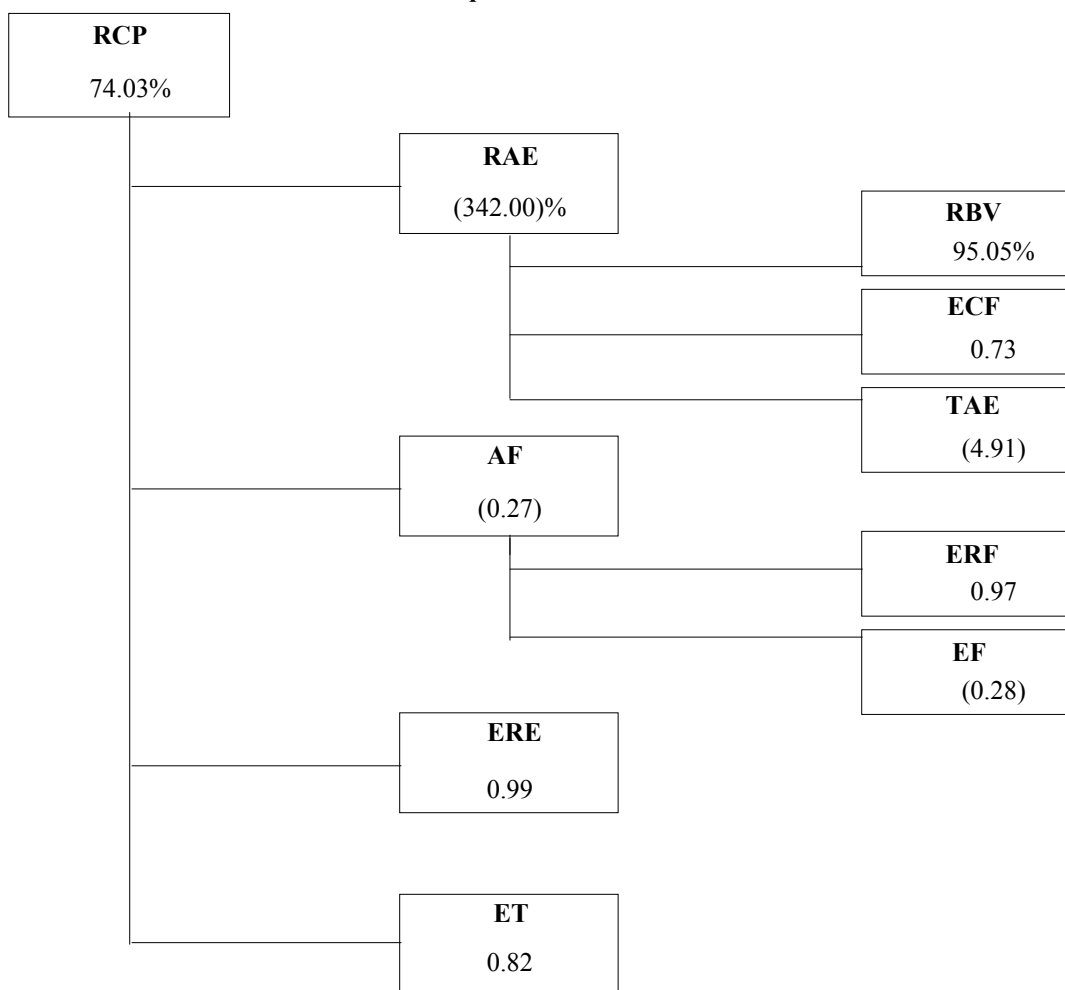 RCP
74.03%
RAE
(342.00)%
RBV
95.05%
ECF
0.73
TAE
(4.91)
AF
(0.27)
ERF
0.97
EF
(0.28)
ERE
0.99
ET
0.82